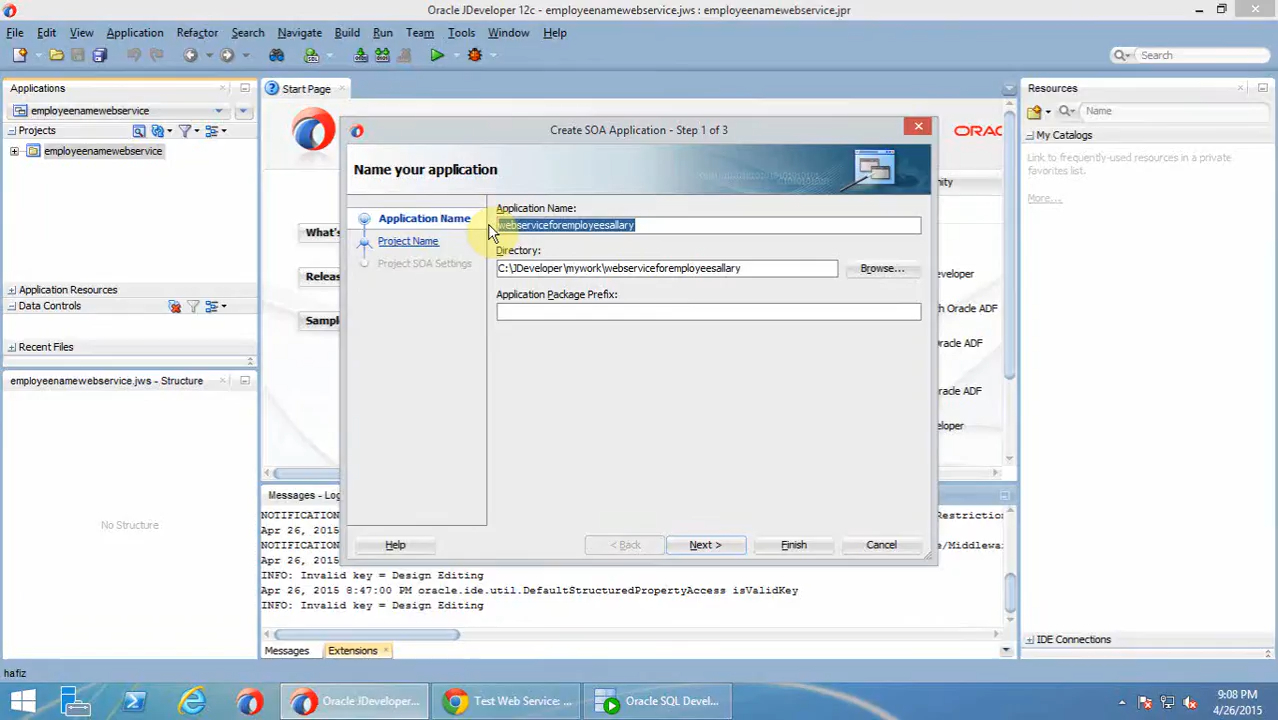 Oracle JDeveloper 12c - employeenamewebservice.jws : employeenamewebservice.jpr
File Edit View Application Refactor Search Navigate Build Run Team Tools Window Help
Search
Applications
employeenamewebservice
Projects
employeenamewebservice
Application Resources
Data Controls
Recent Files
employeenamewebservice.jws - Structure
No Structure
Start Page
ORAC
Create SOA Application - Step 1 of 3
Name your application
Application Name
Project Name
Project SOA Settings
Application Name:
webserviceforemployeesallary
Directory:
C:\JDeveloper\mywork\webserviceforemployeesallary
Browse...
Application Package Prefix:
Help
< Back
Next >
Finish
Cancel
What's
Releas
Sampl
Oracle ADF
Messages - Log
NOTIFICATION
Restriction
Apr 26, 2015
NOTIFICATION
e/Middlewa
Apr 26, 2015
INFO: Invalid key = Design Editing
Apr 26, 2015 8:47:00 PM oracle.ide.util.DefaultStructuredPropertyAccess isValidKey
INFO: Invalid key = Design Editing
Messages
Extensions
Resources
Name
My Catalogs
Link to frequently-used resources in a private
favorites list.
More...
IDE Connections
hafiz
Oracle JDeveloper...
Test Web Service: ...
Oracle SQL Devel...
9:08 PM
4/26/2015